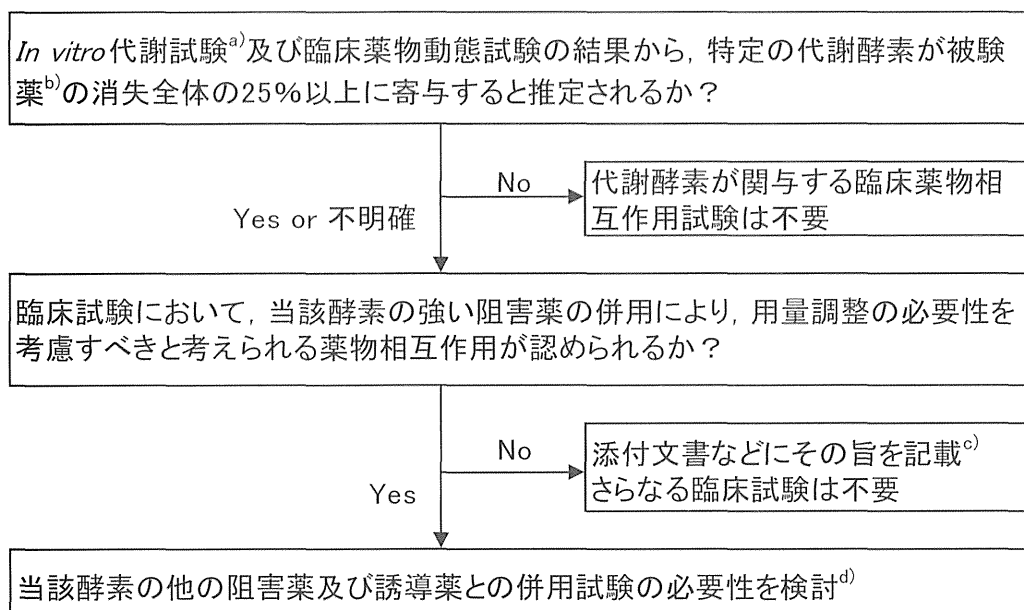 In vitro代謝試験a)及び臨床薬物動態試験の結果から，特定の代謝酵素が被験
薬b)の消失全体の25%以上に寄与すると推定されるか？
No
代謝酵素が関与する臨床薬物相
互作用試験は不要
Yes or 不明確
臨床試験において，当該酵素の強い阻害薬の併用により，用量調整の必要性を
考慮すべきと考えられる薬物相互作用が認められるか？
No
添付文書などにその旨を記載c)
さらなる臨床試験は不要
Yes
当該酵素の他の阻害薬及び誘導薬との併用試験の必要性を検討d)